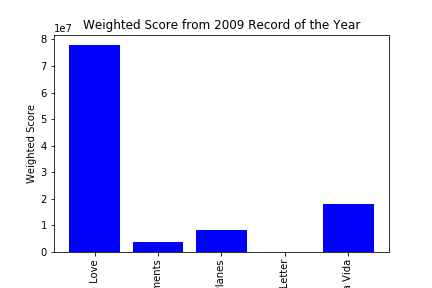 Weighted Score from 2009 Record of the Year
1e7
8
7
6
5
4
3
2
1
0
Weighted Score
Love
ments
lanes
Letter
a Vida